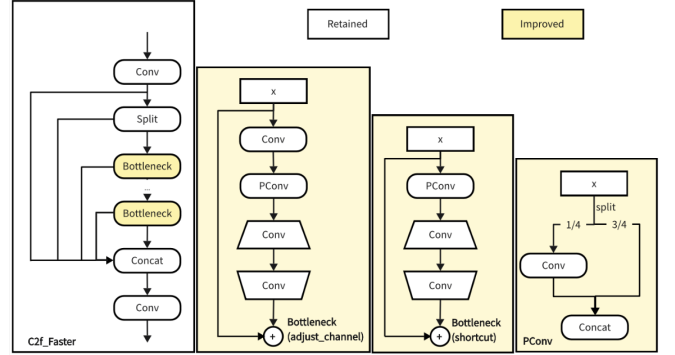 Retained
Improved
Conv
Split
Bottleneck
...
Bottleneck
Concat
Conv
C2f_Faster
x
Conv
PConv
Conv
Conv
+
Bottleneck
(adjust_channel)
x
PConv
Conv
Conv
+
Bottleneck
(shortcut)
x
split
1/4
3/4
Conv
Concat
PConv